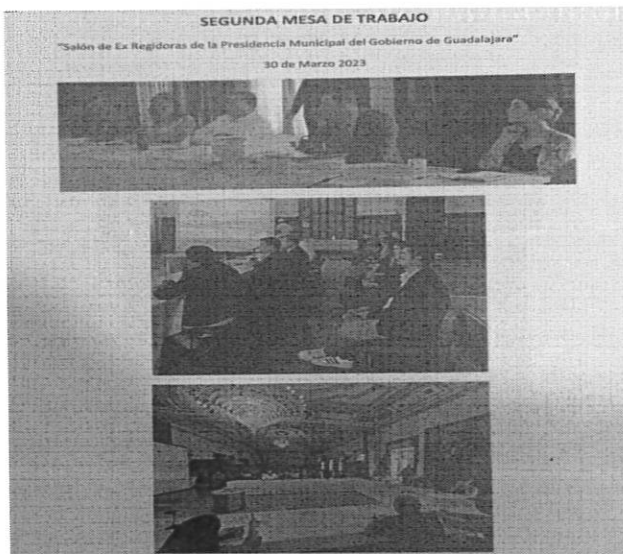 SEGUNDA MESA DE TRABAJO
"Salón de Ex Regidoras de la Presidencia Municipal del Gobierno de Guadalajara"
30 de Marzo 2023